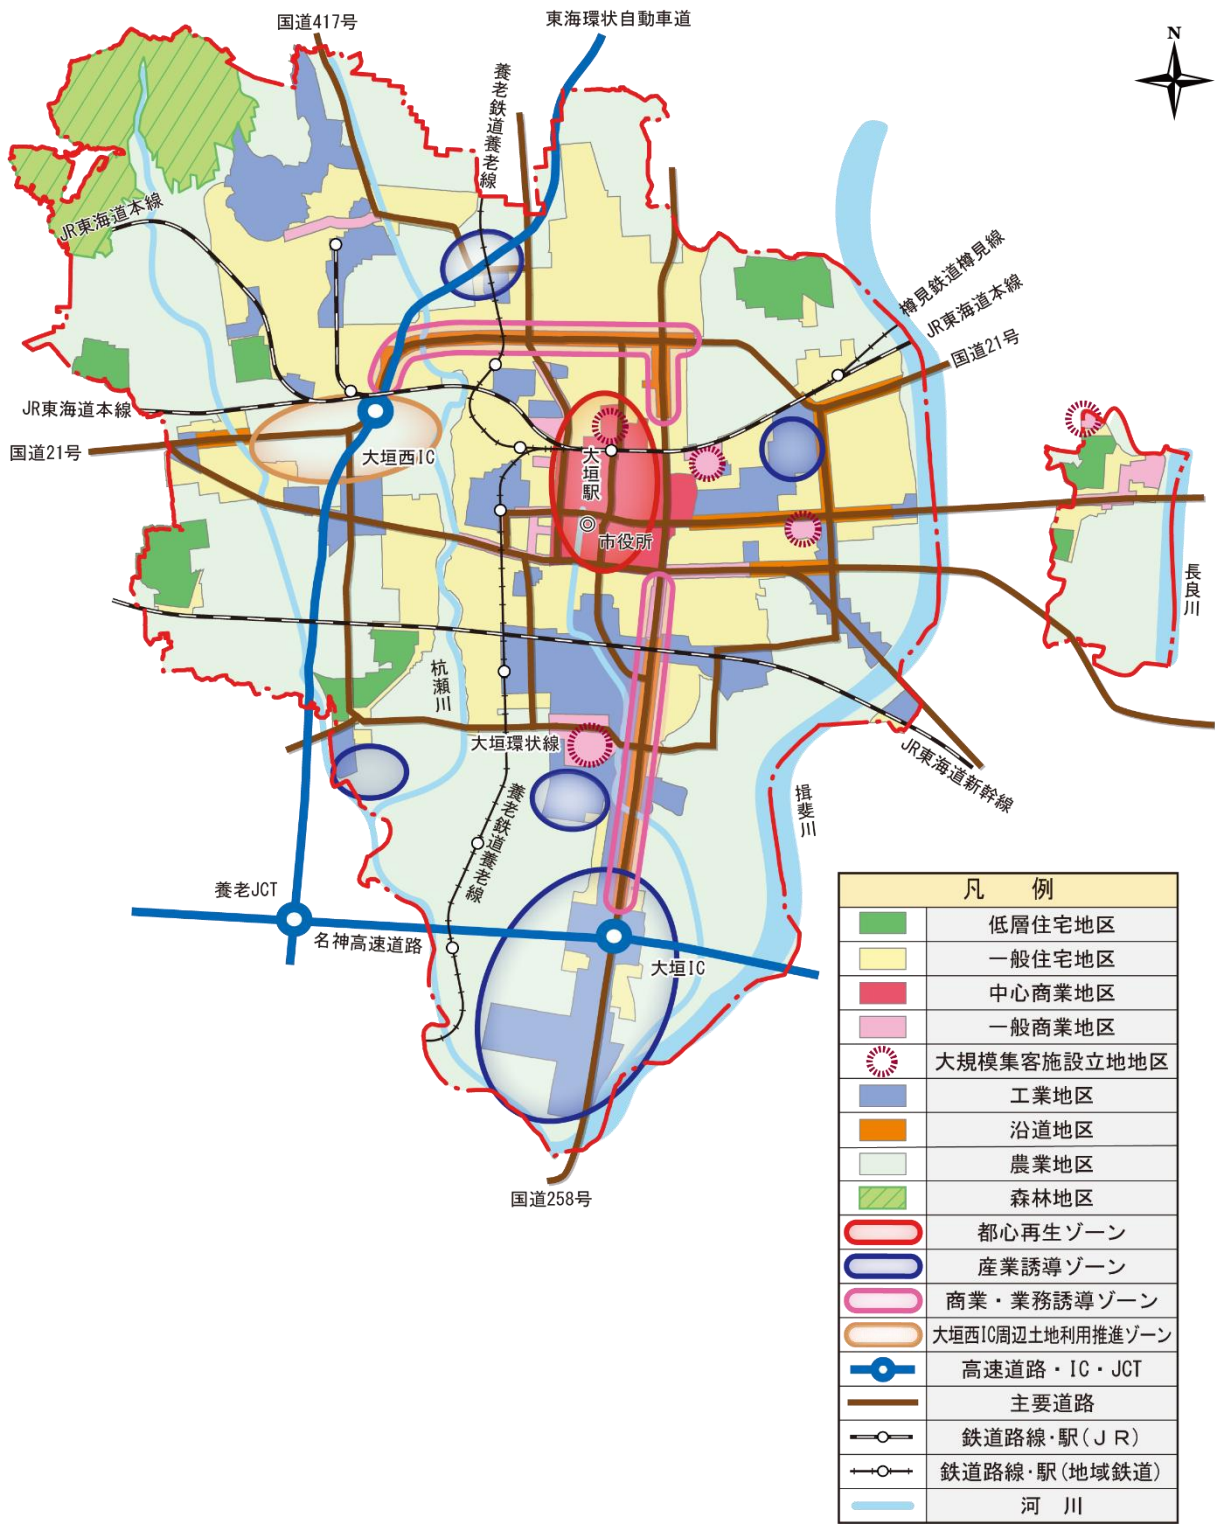 国道417号
東海環状自動車道
N
養老鉄道養老線
JR東海道本線
樽見鉄道樽見線
JR東海道本線
国道21号
JR東海道本線
国道21号
大垣西IC
大垣駅
市役所
長良川
杭瀬川
大垣環状線
JR東海道新幹線
揖斐川
養老鉄道養老線
養老JCT
名神高速道路
大垣IC
国道258号
凡 例
低層住宅地区
一般住宅地区
中心商業地区
一般商業地区
大規模集客施設立地地区
工業地区
沿道地区
農業地区
森林地区
都心再生ゾーン
産業誘導ゾーン
商業・業務誘導ゾーン
大垣西IC周辺土地利用推進ゾーン
高速道路・IC・JCT
主要道路
鉄道路線･駅(ＪＲ)
鉄道路線･駅(地域鉄道)
河 川